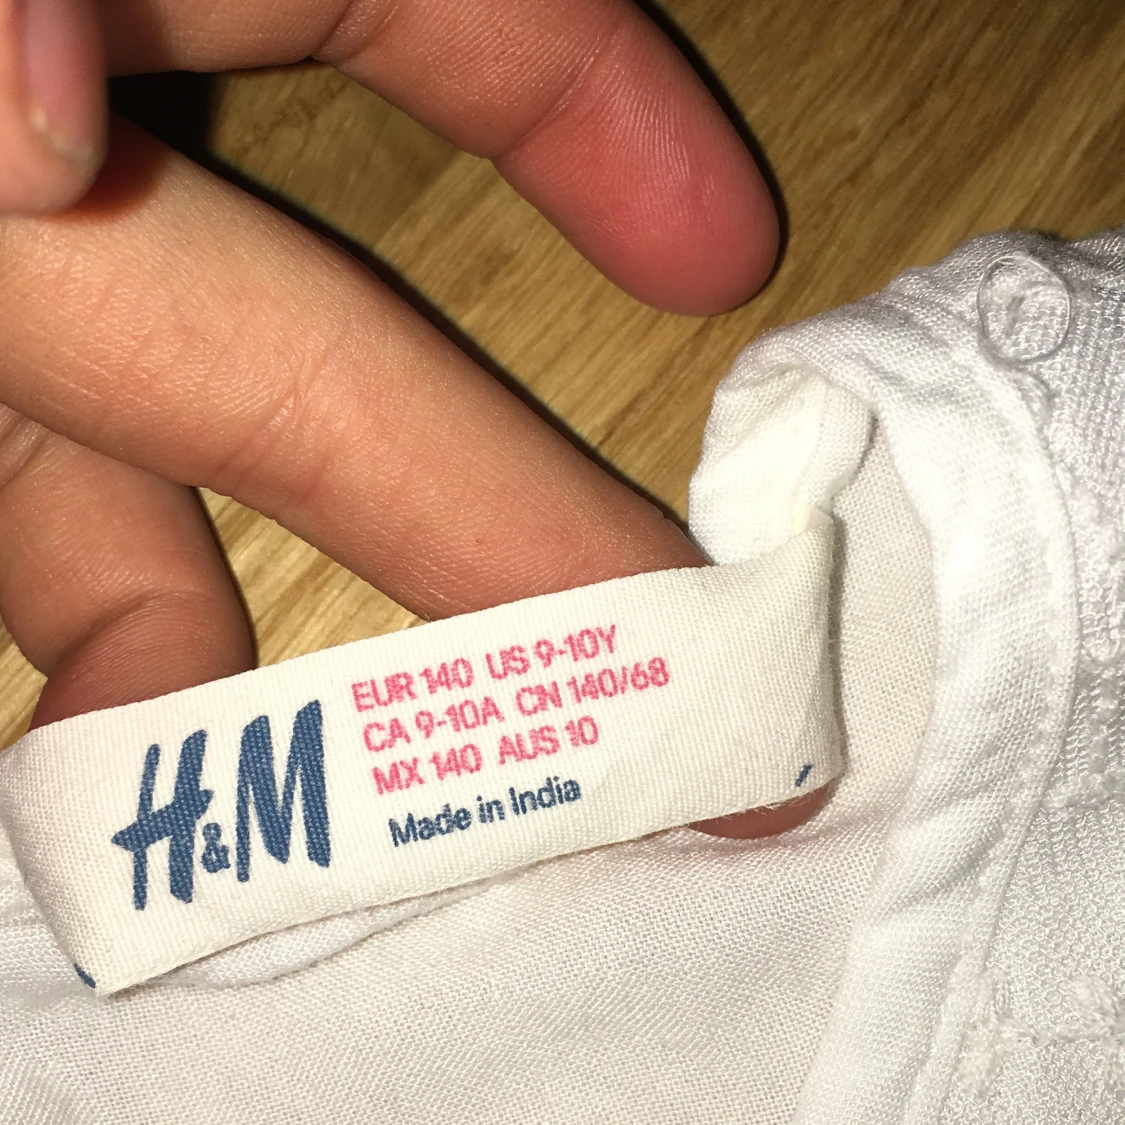 H&M
EUR 140 US 9-10Y
CA 9-10A CN 140/68
MX 140 AUS 10
Made in India